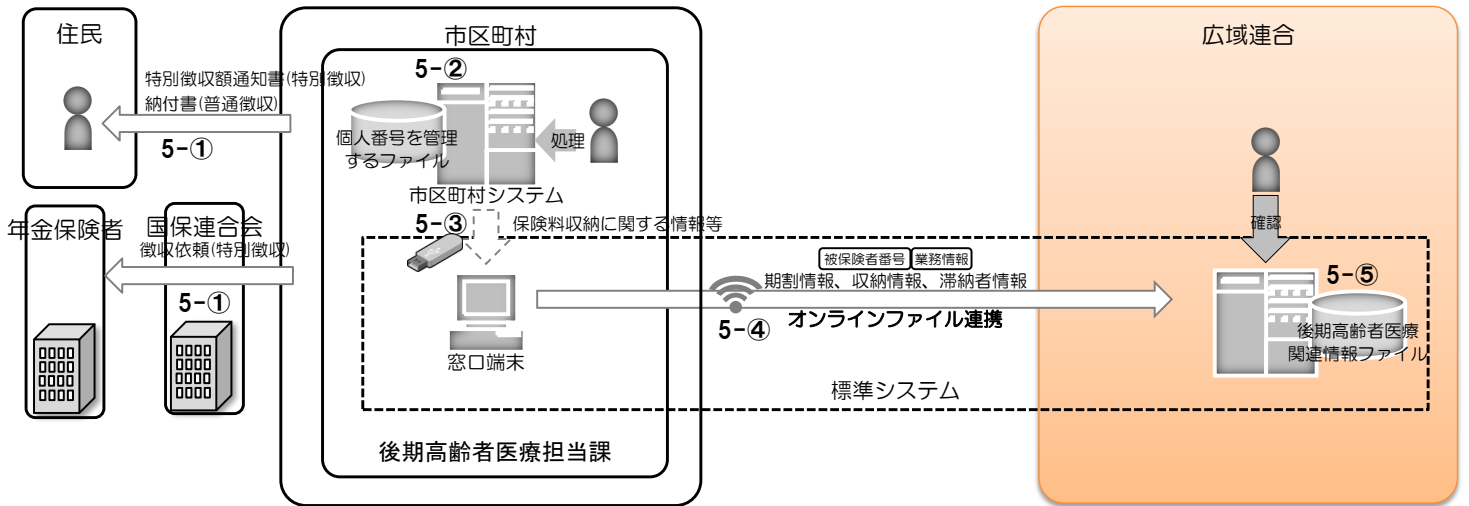 住民
市区町村
広域連合
特別徴収額通知書(特別徴収)
納付書(普通徴収)
5-①
5-②
個人番号を管理
するファイル
処理
市区町村システム
年金保険者
国保連合会
徴収依頼(特別徴収)
5-①
5-③
保険料収納に関する情報等
確認
被保険者番号
業務情報
期割情報、収納情報、滞納者情報
5-④
オンラインファイル連携
5-⑤
後期高齢者医療
関連情報ファイル
窓口端末
標準システム
後期高齢者医療担当課